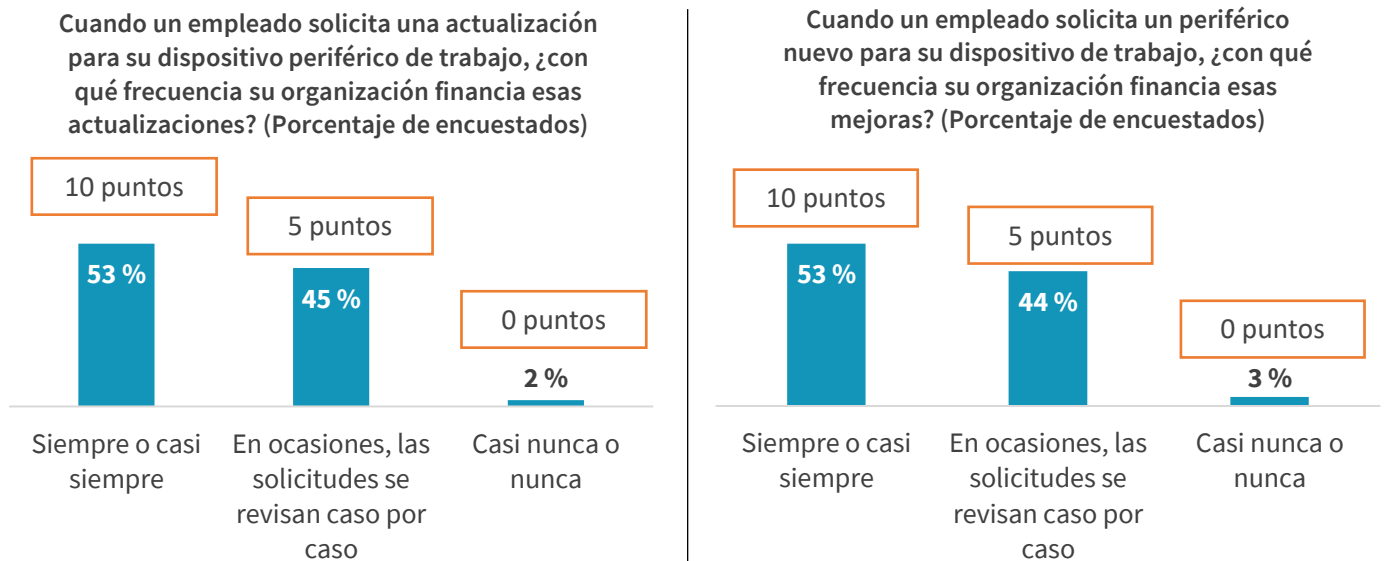 Cuando un empleado solicita una actualización
para su dispositivo periférico de trabajo, ¿con
qué frecuencia su organización financia esas
actualizaciones? (Porcentaje de encuestados)
10 puntos
5 puntos
0 puntos
53 %
45 %
2 %
Siempre o casi
siempre
En ocasiones, las
solicitudes se
revisan caso por
caso
Casi nunca o
nunca
Cuando un empleado solicita un periférico
nuevo para su dispositivo de trabajo, ¿con qué
frecuencia su organización financia esas
mejoras? (Porcentaje de encuestados)
10 puntos
5 puntos
0 puntos
53 %
44 %
3 %
Siempre o casi
siempre
En ocasiones, las
solicitudes se
revisan caso por
caso
Casi nunca o
nunca